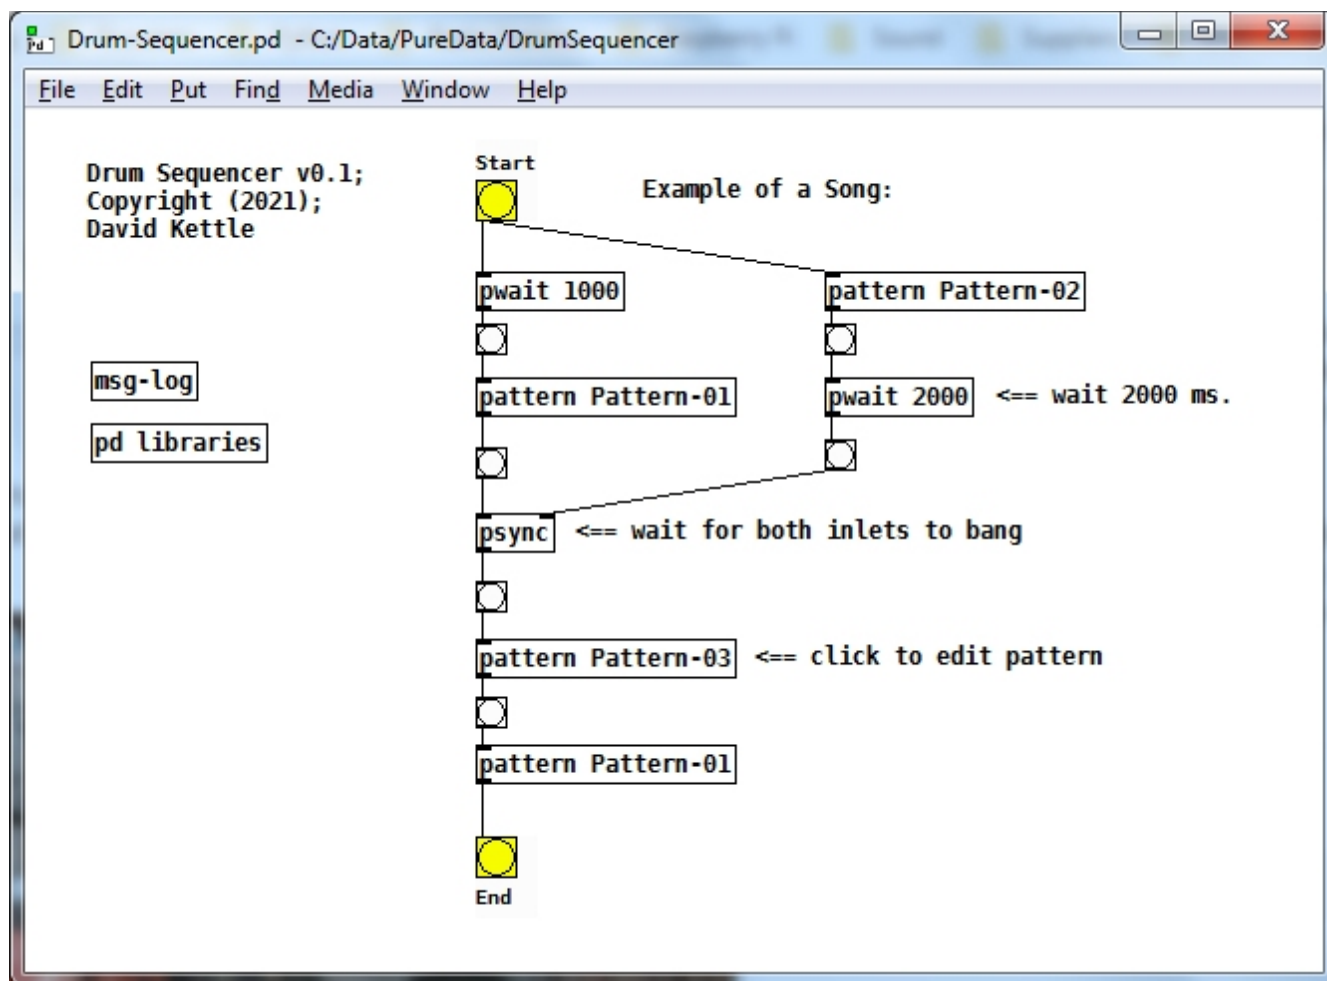 Drum-Sequencer.pd - C:/Data/PureData/DrumSequencer
File Edit Put Find Media Window Help
Drum Sequencer v0.1;
Copyright (2021);
David Kettle
Start
Example of a Song:
pwait 1000
pattern Pattern-02
msg-log
pattern Pattern-01
pwait 2000
<== wait 2000 ms.
pd libraries
psync
<== wait for both inlets to bang
pattern Pattern-03
<== click to edit pattern
pattern Pattern-01
End